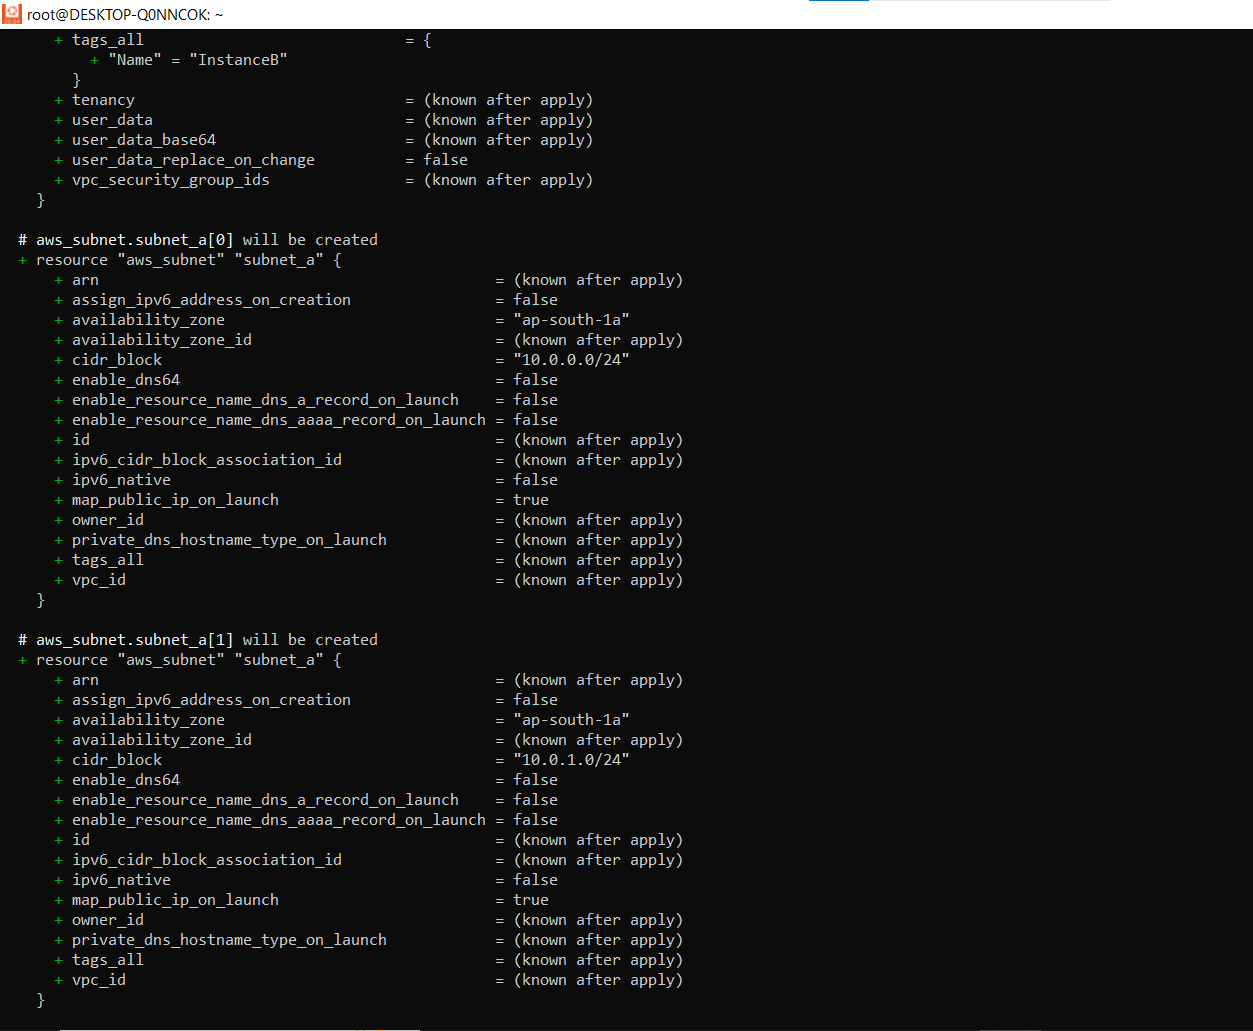 root@DESKTOP-Q0NNCOK: ~
+ tags_all = {
+ "Name" = "InstanceB"
}
+ tenancy = (known after apply)
+ user_data = (known after apply)
+ user_data_base64 = (known after apply)
+ user_data_replace_on_change = false
+ vpc_security_group_ids = (known after apply)
}
# aws_subnet.subnet_a[0] will be created
+ resource "aws_subnet" "subnet_a" {
+ arn = (known after apply)
+ assign_ipv6_address_on_creation = false
+ availability_zone = "ap-south-1a"
+ availability_zone_id = (known after apply)
+ cidr_block = "10.0.0.0/24"
+ enable_dns64 = false
+ enable_resource_name_dns_a_record_on_launch = false
+ enable_resource_name_dns_aaaa_record_on_launch = false
+ id = (known after apply)
+ ipv6_cidr_block_association_id = (known after apply)
+ ipv6_native = false
+ map_public_ip_on_launch = true
+ owner_id = (known after apply)
+ private_dns_hostname_type_on_launch = (known after apply)
+ tags_all = (known after apply)
+ vpc_id = (known after apply)
}
# aws_subnet.subnet_a[1] will be created
+ resource "aws_subnet" "subnet_a" {
+ arn = (known after apply)
+ assign_ipv6_address_on_creation = false
+ availability_zone = "ap-south-1a"
+ availability_zone_id = (known after apply)
+ cidr_block = "10.0.1.0/24"
+ enable_dns64 = false
+ enable_resource_name_dns_a_record_on_launch = false
+ enable_resource_name_dns_aaaa_record_on_launch = false
+ id = (known after apply)
+ ipv6_cidr_block_association_id = (known after apply)
+ ipv6_native = false
+ map_public_ip_on_launch = true
+ owner_id = (known after apply)
+ private_dns_hostname_type_on_launch = (known after apply)
+ tags_all = (known after apply)
+ vpc_id = (known after apply)
}